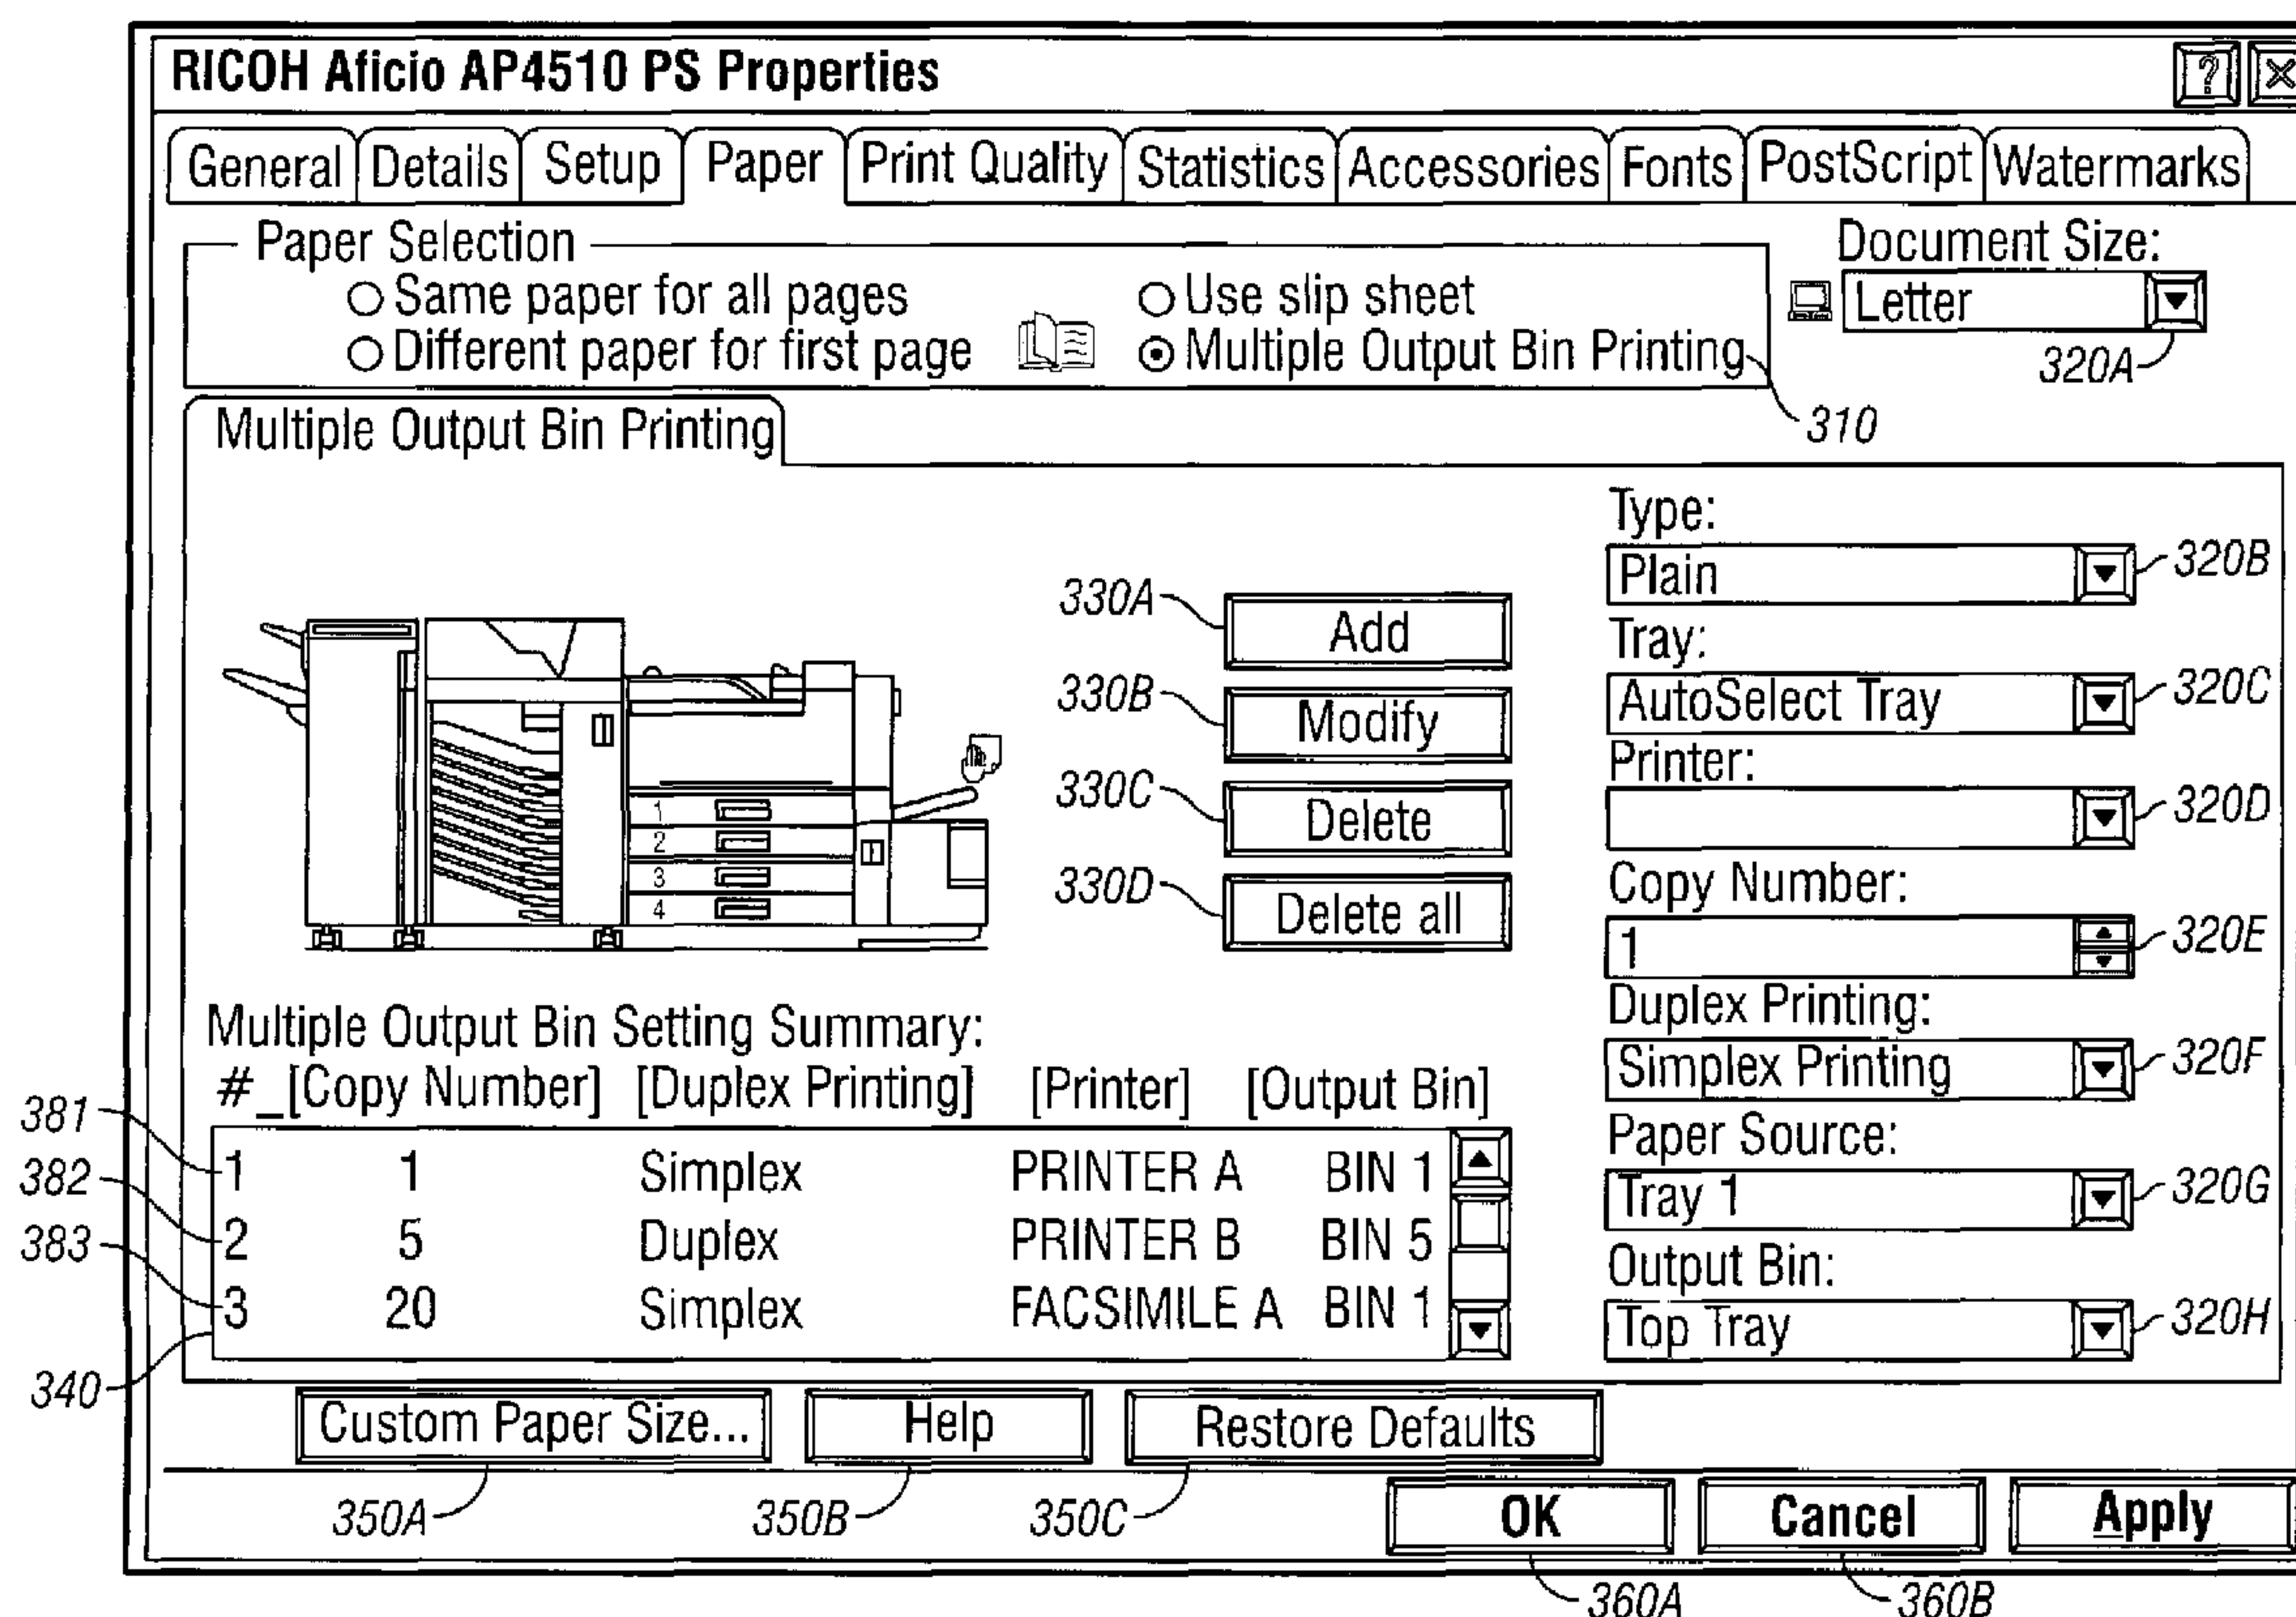 RICOH Aficio AP4510 PS Properties
?
General Details Setup Paper Print Quality Statistics Accessories Fonts PostScript Watermarks
Paper Selection
Same paper for all pages
Use slip sheet
Different paper for first page
Multiple Output Bin Printing
310
Document Size:
Letter
320A
Multiple Output Bin Printing
1
2
3
4
330A Add
330B Modify
330C Delete
330D Delete all
Type:
Plain 320B
Tray:
AutoSelect Tray 320C
Printer:
320D
Copy Number:
1 320E
Duplex Printing:
Simplex Printing 320F
Paper Source:
Tray 1 320G
Output Bin:
Top Tray 320H
Multiple Output Bin Setting Summary:
#_[Copy Number] [Duplex Printing] [Printer] [Output Bin]
381 1 1 Simplex PRINTER A BIN 1
382 2 5 Duplex PRINTER B BIN 5
383 3 20 Simplex FACSIMILE A BIN 1
340
Custom Paper Size... Help Restore Defaults
350A 350B 350C
OK Cancel Apply
360A 360B